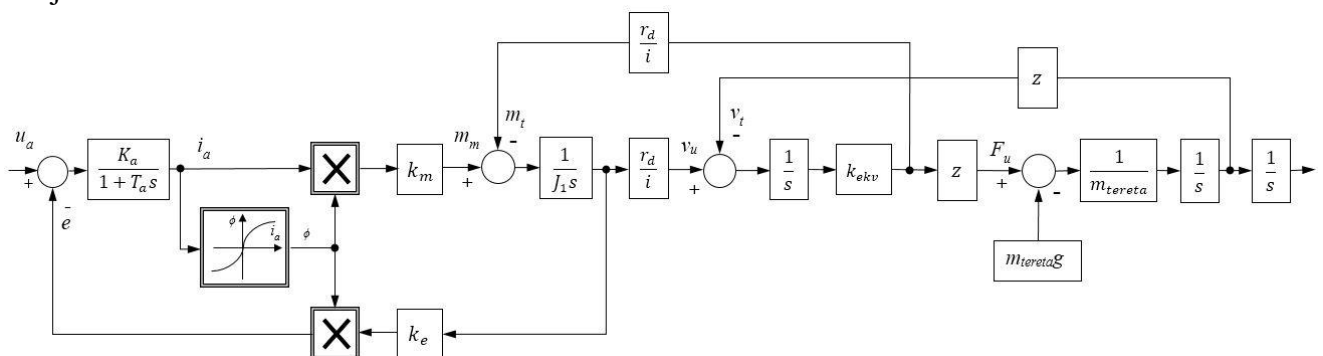 r_d
i
z
m_t
v_t
u_a
K_a
1 + T_a s
i_a
m_m
1
J_1 s
r_d
i
v_u
1
s
F_u
1
m_tereta
1
s
1
s
k_m
k_ekv
z
+
-
+
-
+
-
+
-
e
ϕ
i_a
ϕ
m_tereta g
k_e